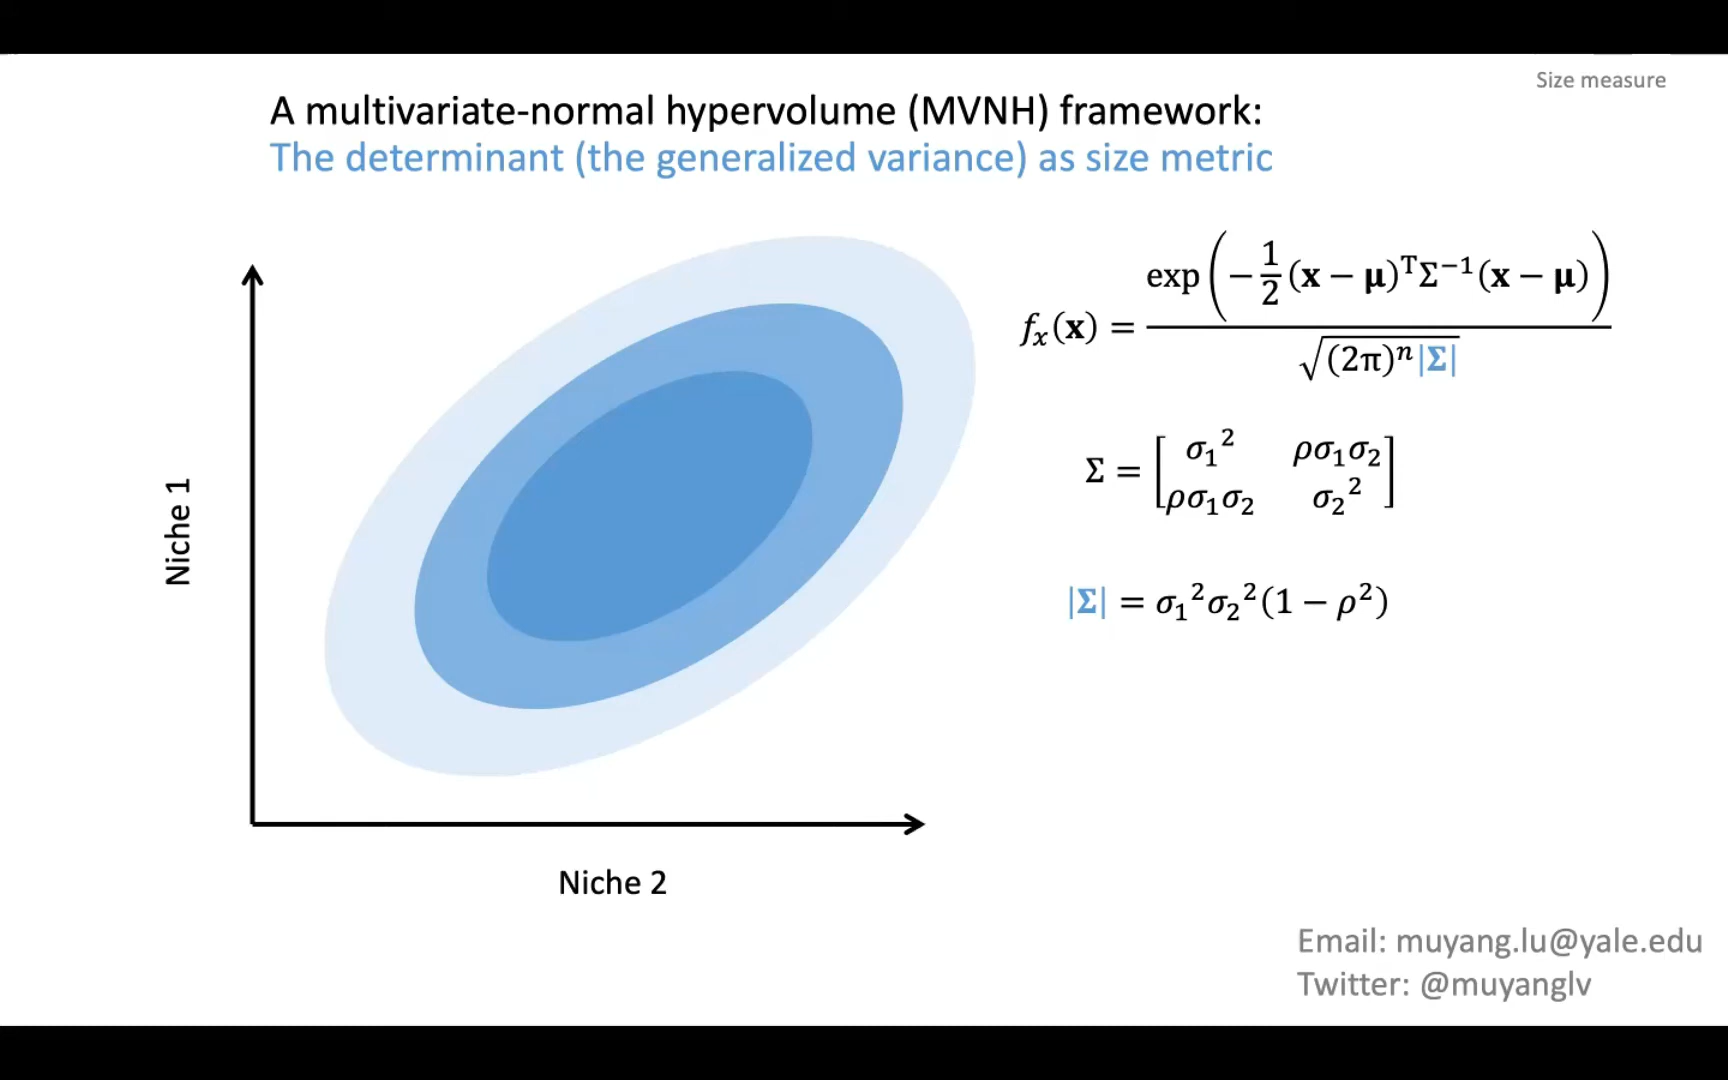 Size measure
A multivariate-normal hypervolume (MVNH) framework:
The determinant (the generalized variance) as size metric
Niche 1
Niche 2
𝑓ₓ(𝐱) = exp(−1/2 (𝐱 − 𝛍)ᵀΣ⁻¹(𝐱 − 𝛍)) / √((2π)ⁿ|Σ|)
Σ = [σ₁² ρσ₁σ₂
ρσ₁σ₂ σ₂²]
|Σ| = σ₁²σ₂²(1 − ρ²)
Email: muyang.lu@yale.edu
Twitter: @muyanglv